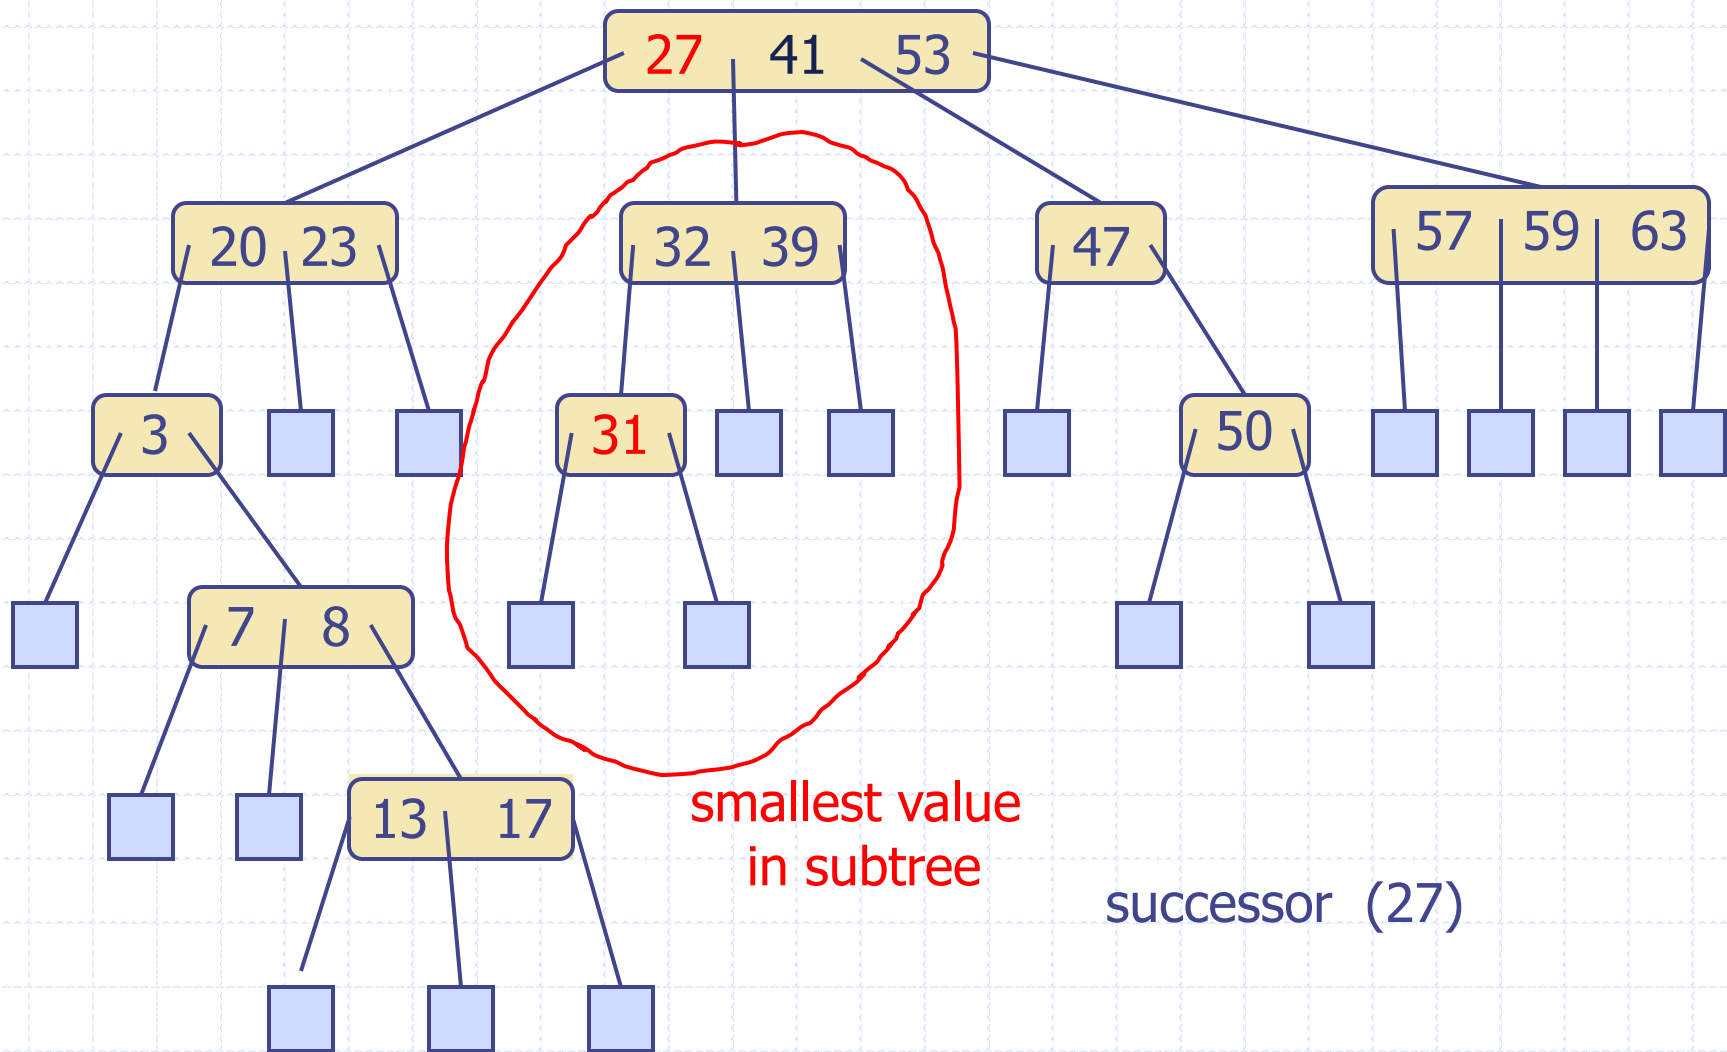 27 41 53
20 23
32 39
47
57 59 63
3
31
50
7 8
13 17
smallest value
in subtree
successor (27)